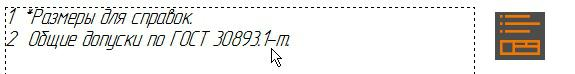 1 *Размеры для справок.
2 Общие допуски по ГОСТ 30893.1-m.